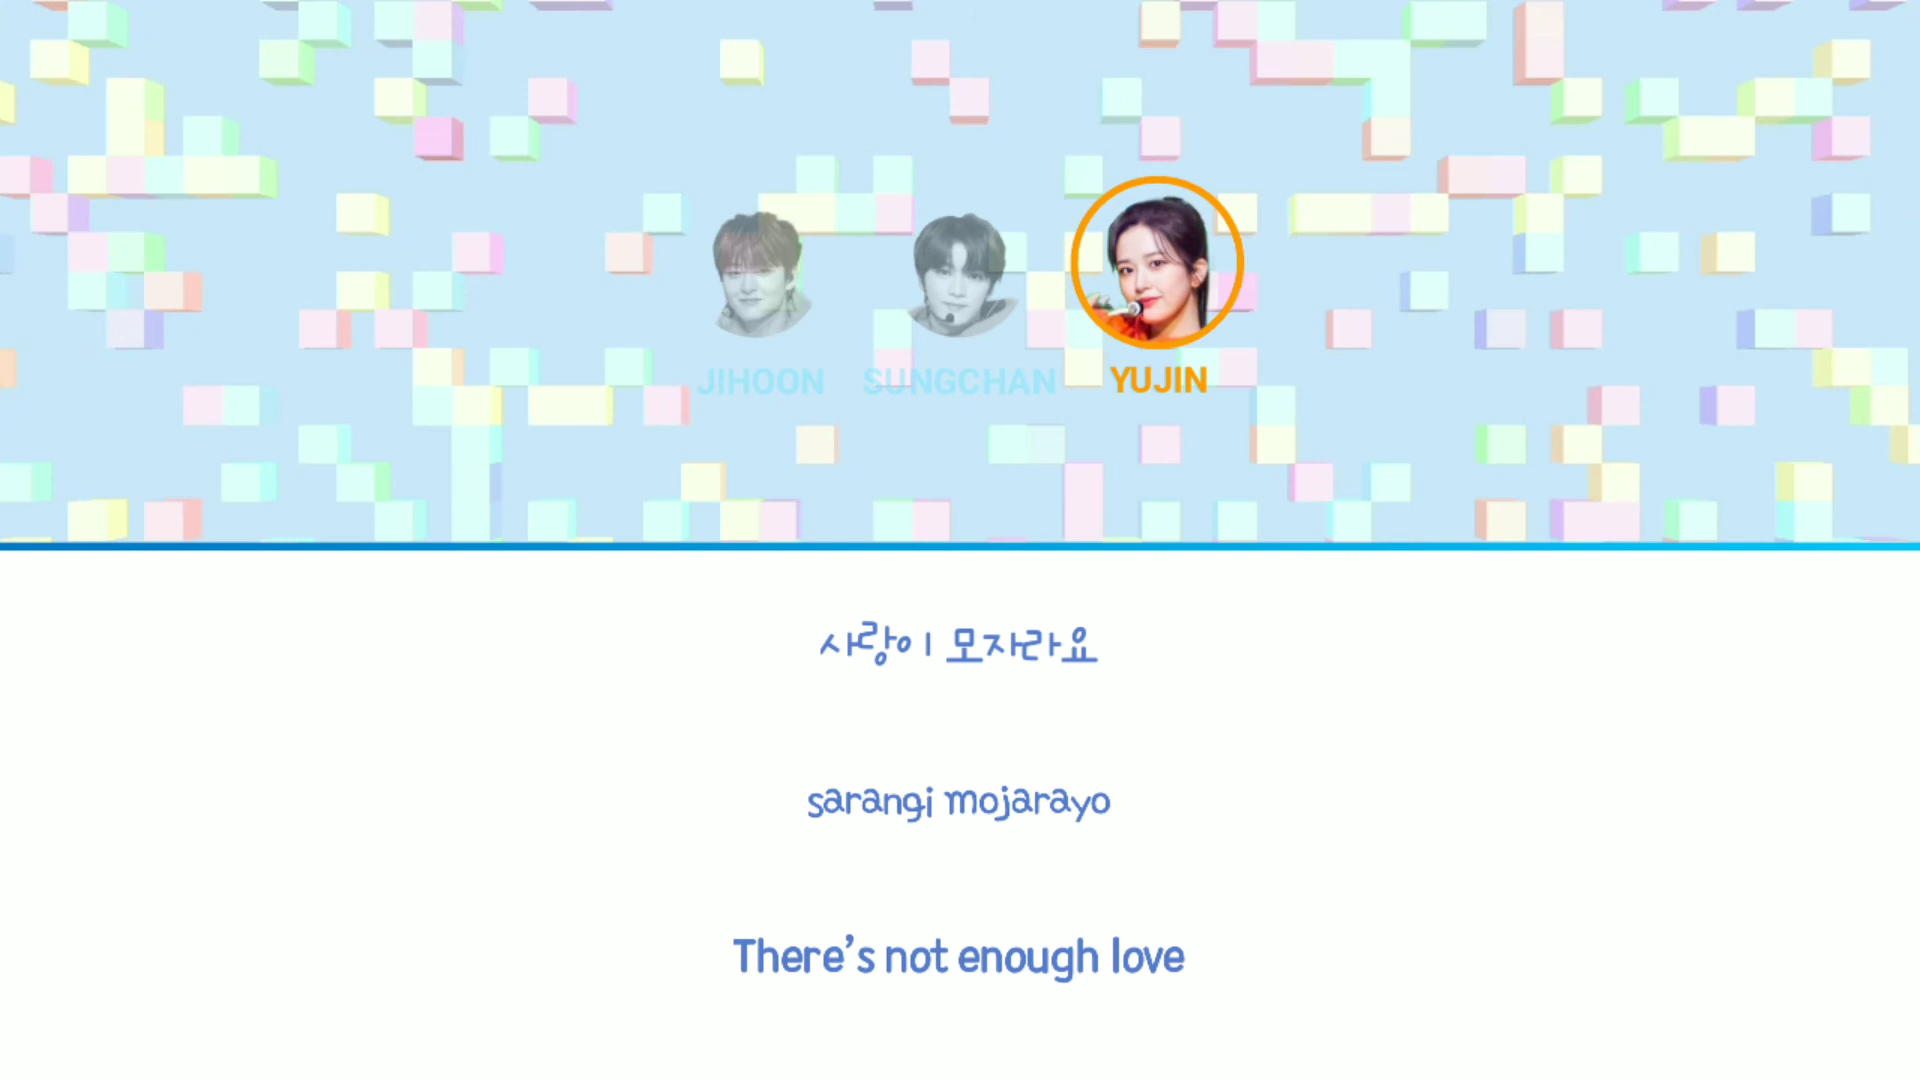 JIHOON SUNGCHAN YUJIN
사랑이 모자라요
sarangi mojarayo
There's not enough love